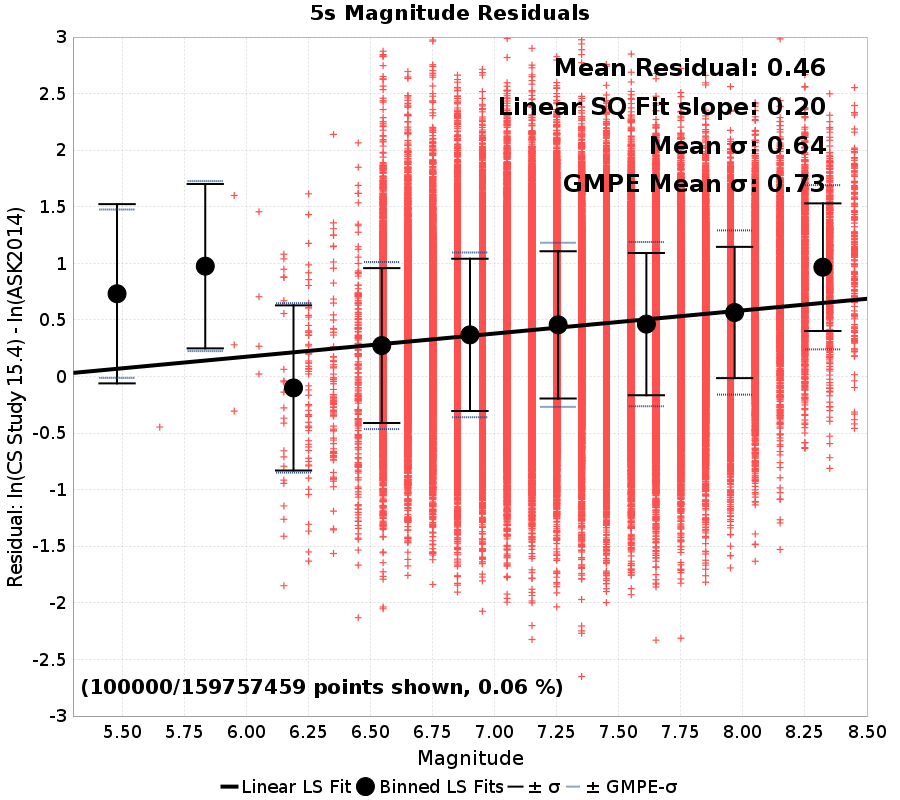 5s Magnitude Residuals
Mean Residual: 0.46
Linear SQ Fit slope: 0.20
Mean σ: 0.64
GMPE Mean σ: 0.73
Residual: ln(CS Study 15.4) - ln(ASK2014)
3
2.5
2
1.5
1
0.5
0
-0.5
-1
-1.5
-2
-2.5
-3
(100000/159757459 points shown, 0.06 %)
5.50 5.75 6.00 6.25 6.50 6.75 7.00 7.25 7.50 7.75 8.00 8.25 8.50
Magnitude
Linear LS Fit Binned LS Fits ± σ ± GMPE-σ